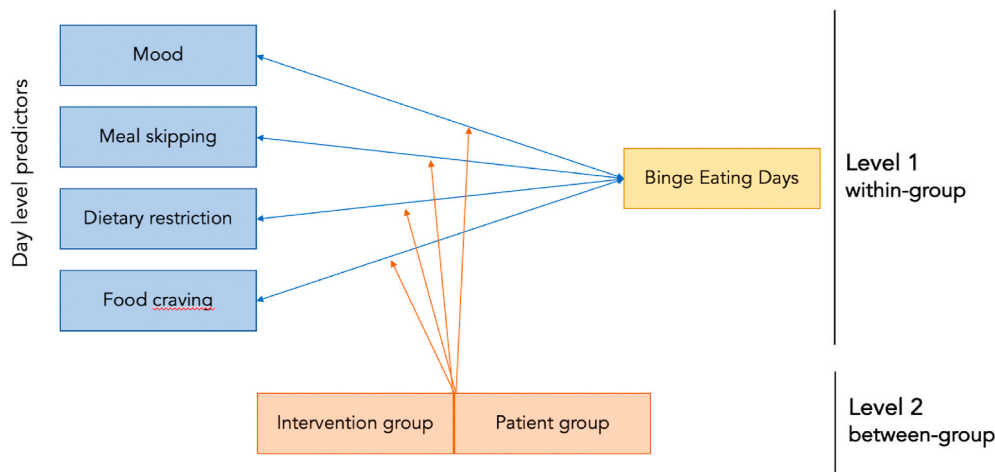 Day level predictors
Mood
Meal skipping
Dietary restriction
Food craving
Binge Eating Days
Level 1
within-group
Intervention group
Patient group
Level 2
between-group